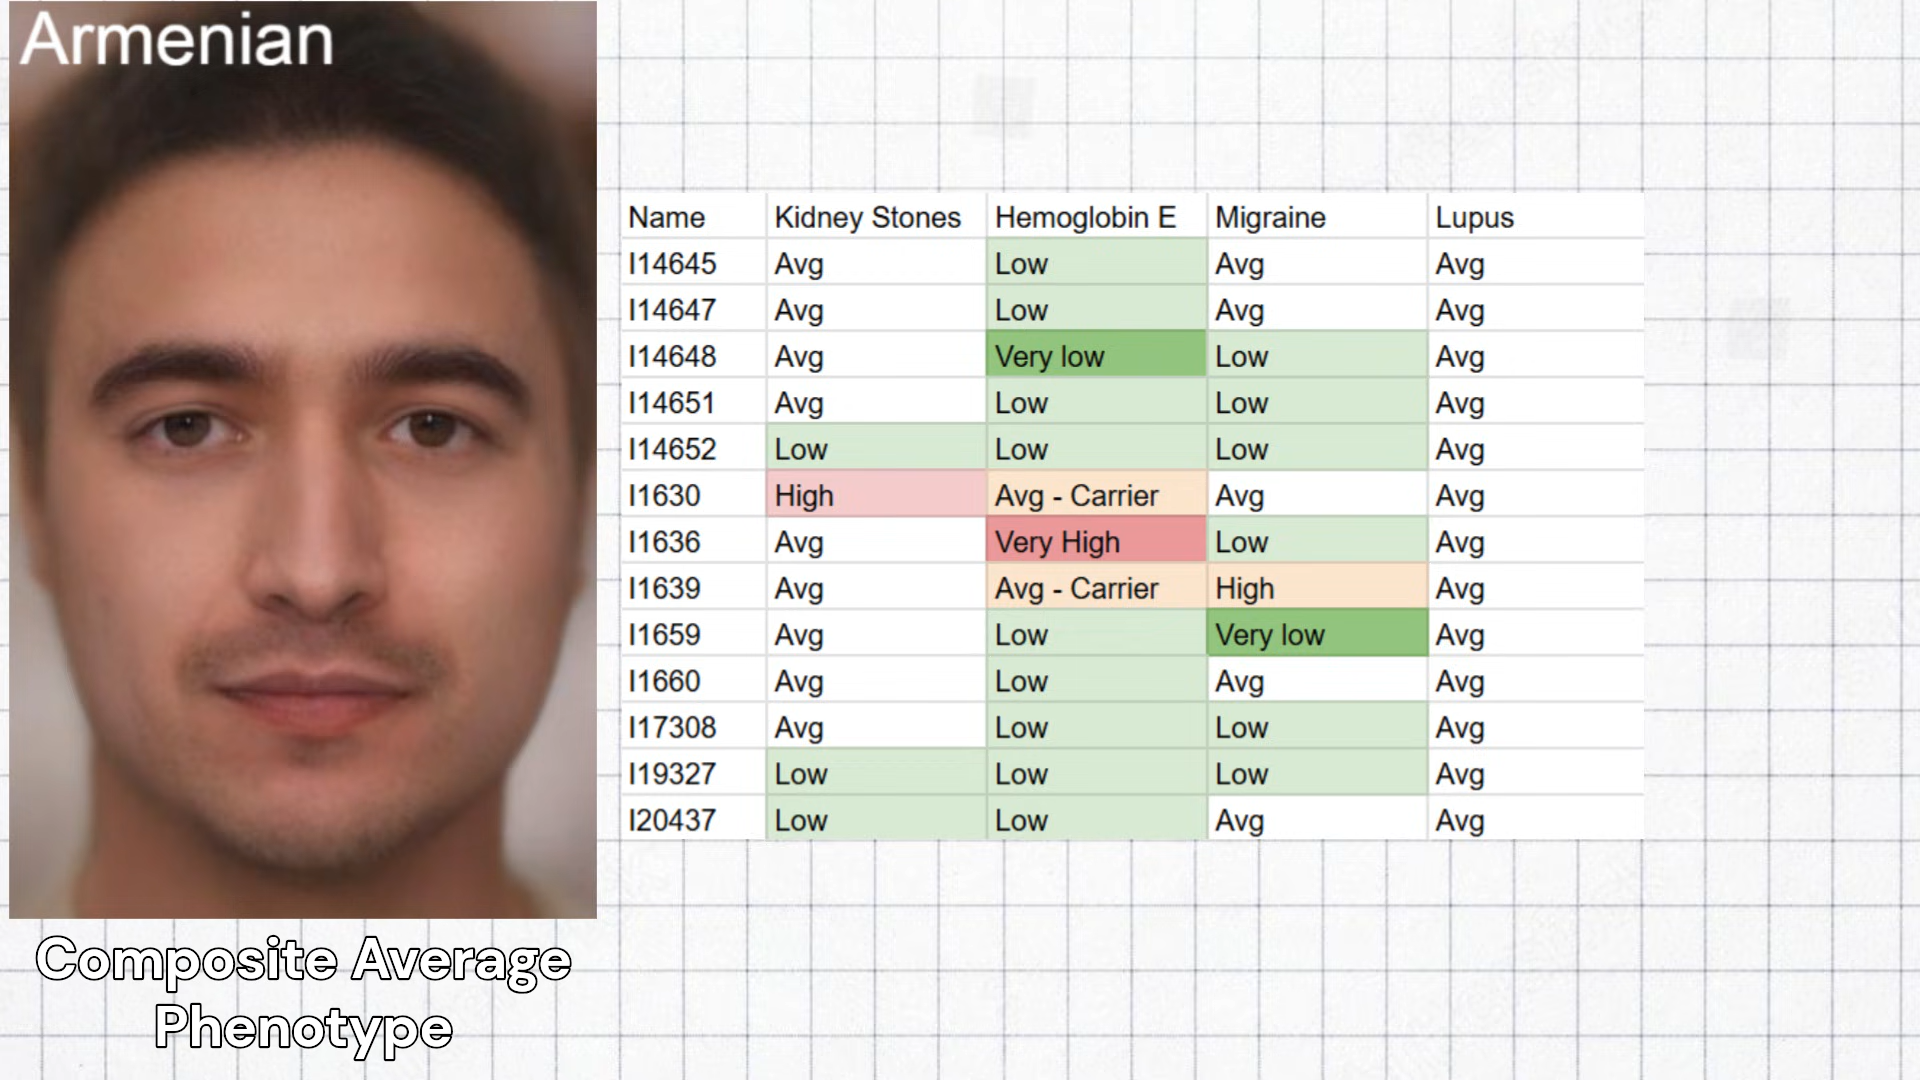 Armenian
Name Kidney Stones Hemoglobin E Migraine Lupus
I14645 Avg Low Avg Avg
I14647 Avg Low Avg Avg
I14648 Avg Very low Low Avg
I14651 Avg Low Low Avg
I14652 Low Low Low Avg
I1630 High Avg - Carrier Avg Avg
I1636 Avg Very High Low Avg
I1639 Avg Avg - Carrier High Avg
I1659 Avg Low Very low Avg
I1660 Avg Low Avg Avg
I17308 Avg Low Low Avg
I19327 Low Low Low Avg
I20437 Low Low Avg Avg
Composite Average
Phenotype